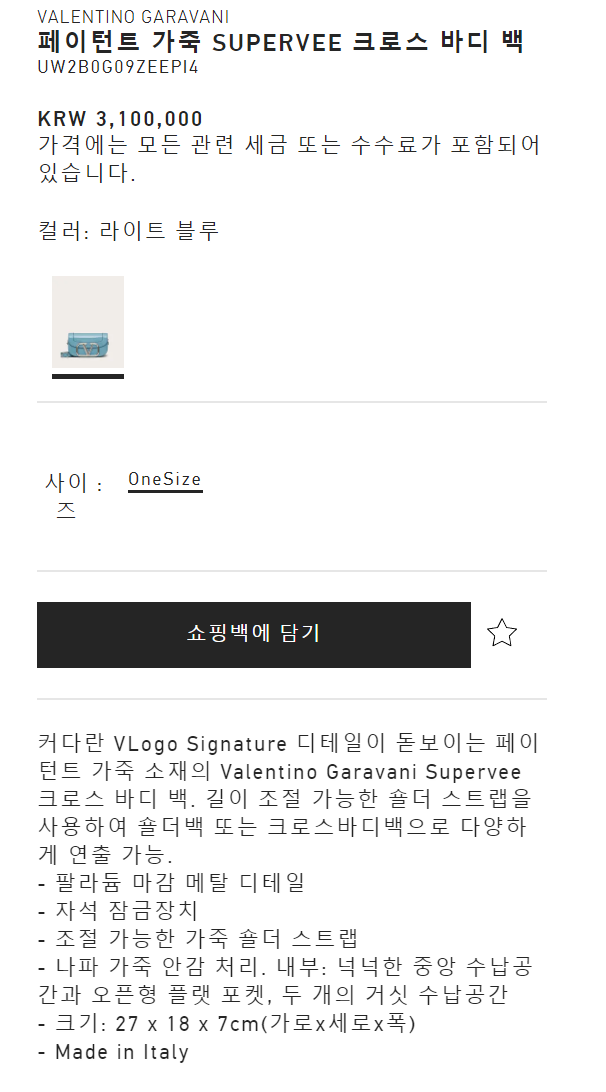 VALENTINO GARAVANI
페이턴트 가죽 SUPERVEE 크로스 바디 백
UW2B0G09ZEEPI4
KRW 3,100,000
가격에는 모든 관련 세금 또는 수수료가 포함되어
있습니다.
컬러: 라이트 블루
사이 : OneSize
즈
쇼핑백에 담기
커다란 VLogo Signature 디테일이 돋보이는 페이
턴트 가죽 소재의 Valentino Garavani Supervee
크로스 바디 백. 길이 조절 가능한 숄더 스트랩을
사용하여 숄더백 또는 크로스바디백으로 다양하
게 연출 가능.
- 팔라듐 마감 메탈 디테일
- 자석 잠금장치
- 조절 가능한 가죽 숄더 스트랩
- 나파 가죽 안감 처리. 내부: 넉넉한 중앙 수납공
간과 오픈형 플랫 포켓, 두 개의 거싯 수납공간
- 크기: 27 x 18 x 7cm(가로x세로x폭)
- Made in Italy